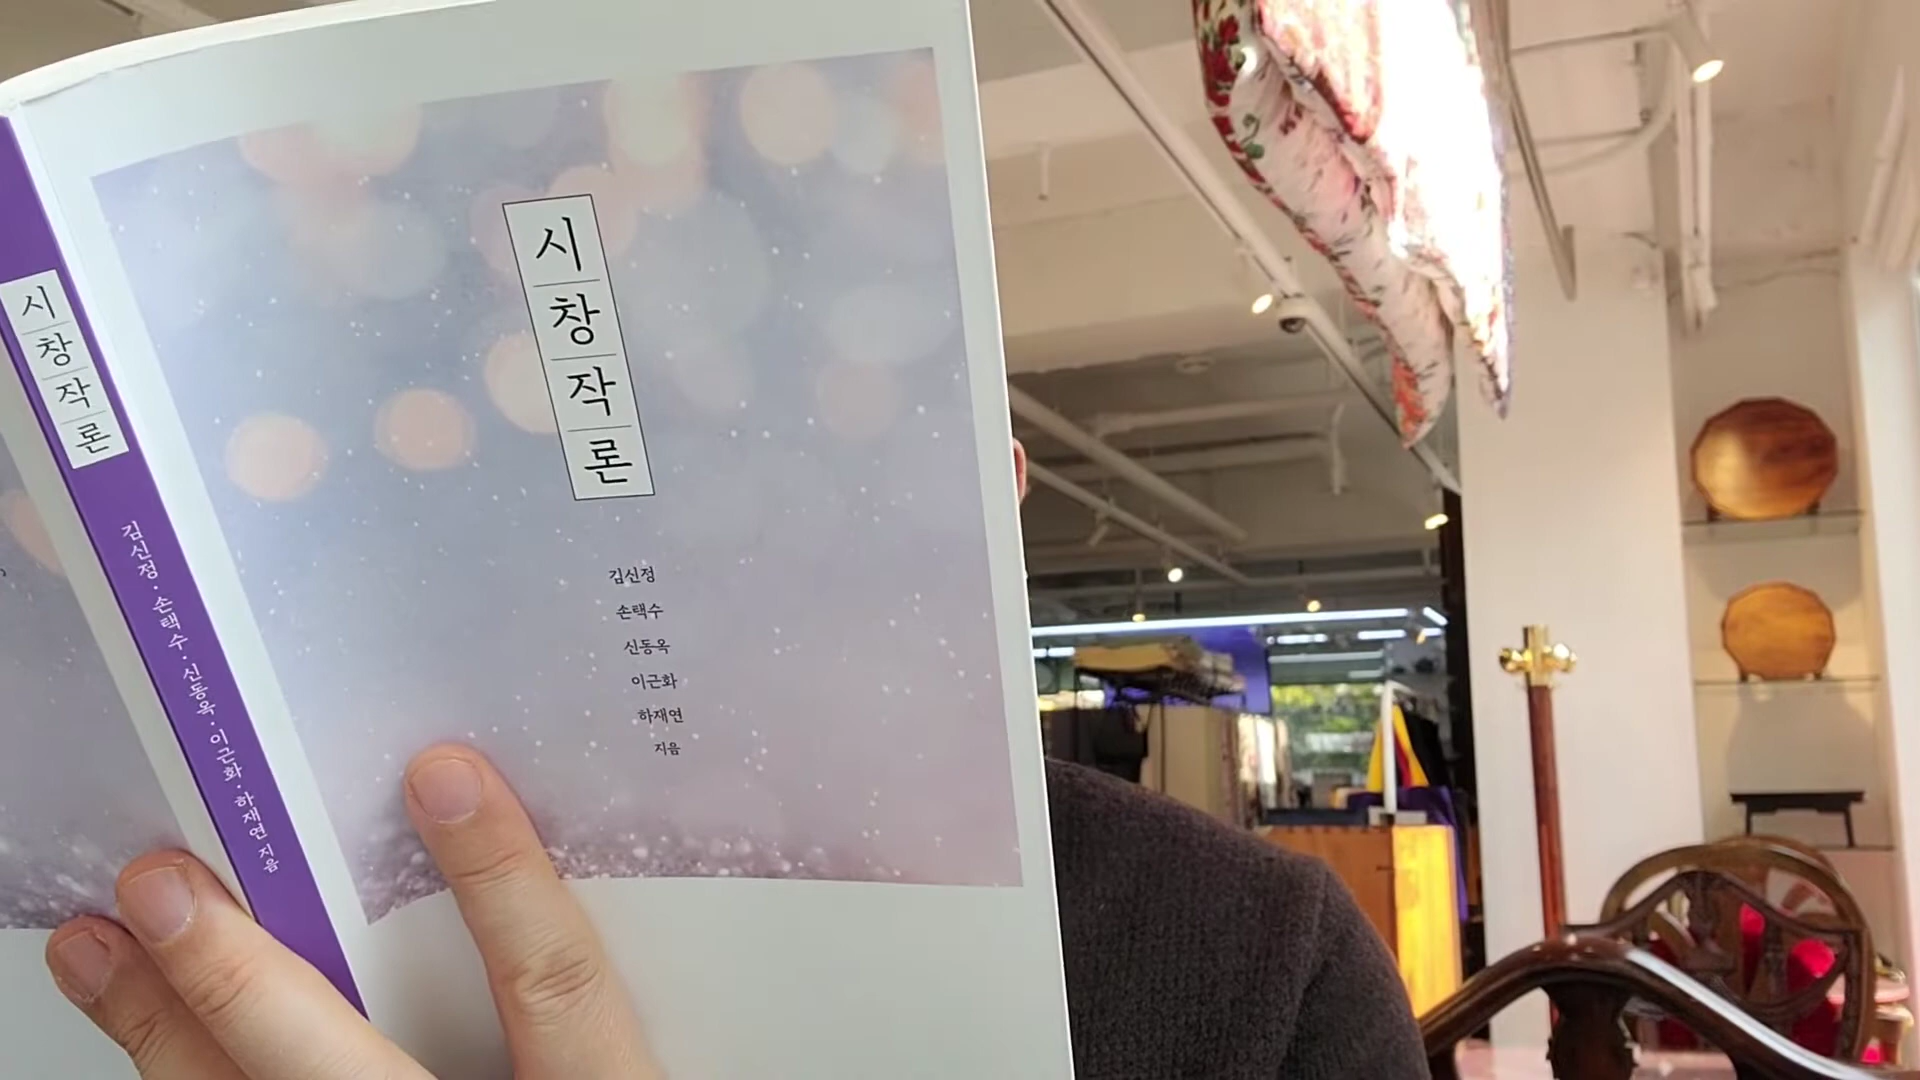 시창작론
김신정·손택수·신동옥·이근화·하재연 지음
시창작론
김신정
손택수
신동옥
이근화
하재연
지음